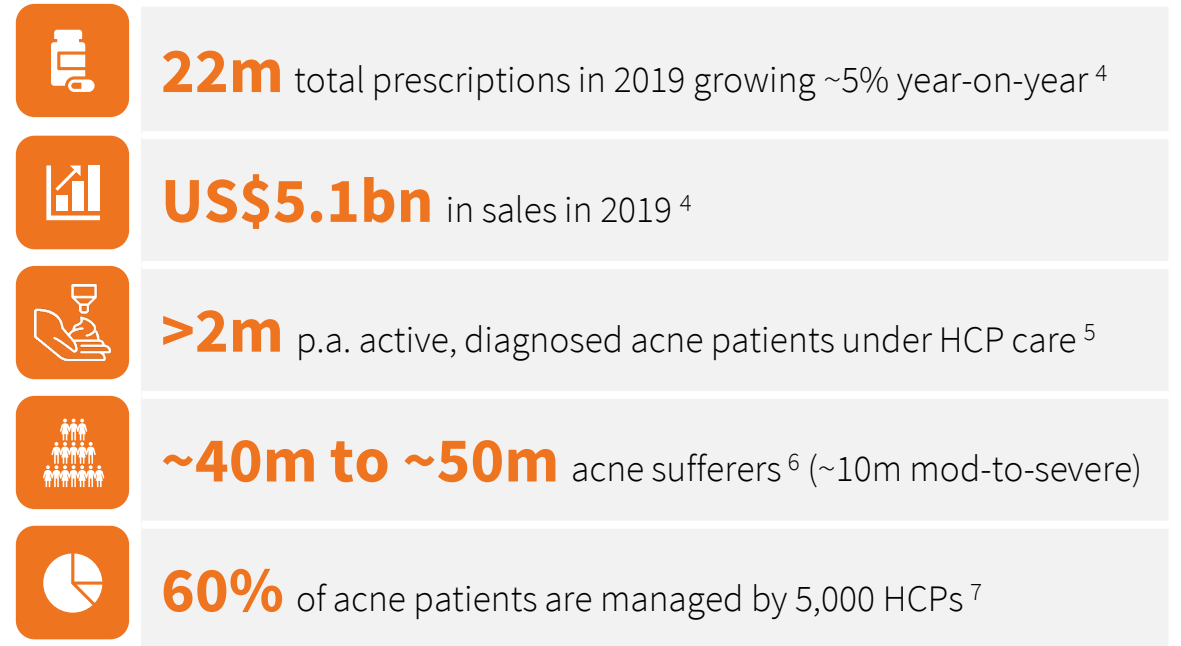 22m total prescriptions in 2019 growing ~5% year-on-year 4
US$5.1bn in sales in 2019 4
>2m p.a. active, diagnosed acne patients under HCP care 5
~40m to ~50m acne sufferers 6 (~10m mod-to-severe)
60% of acne patients are managed by 5,000 HCPs 7